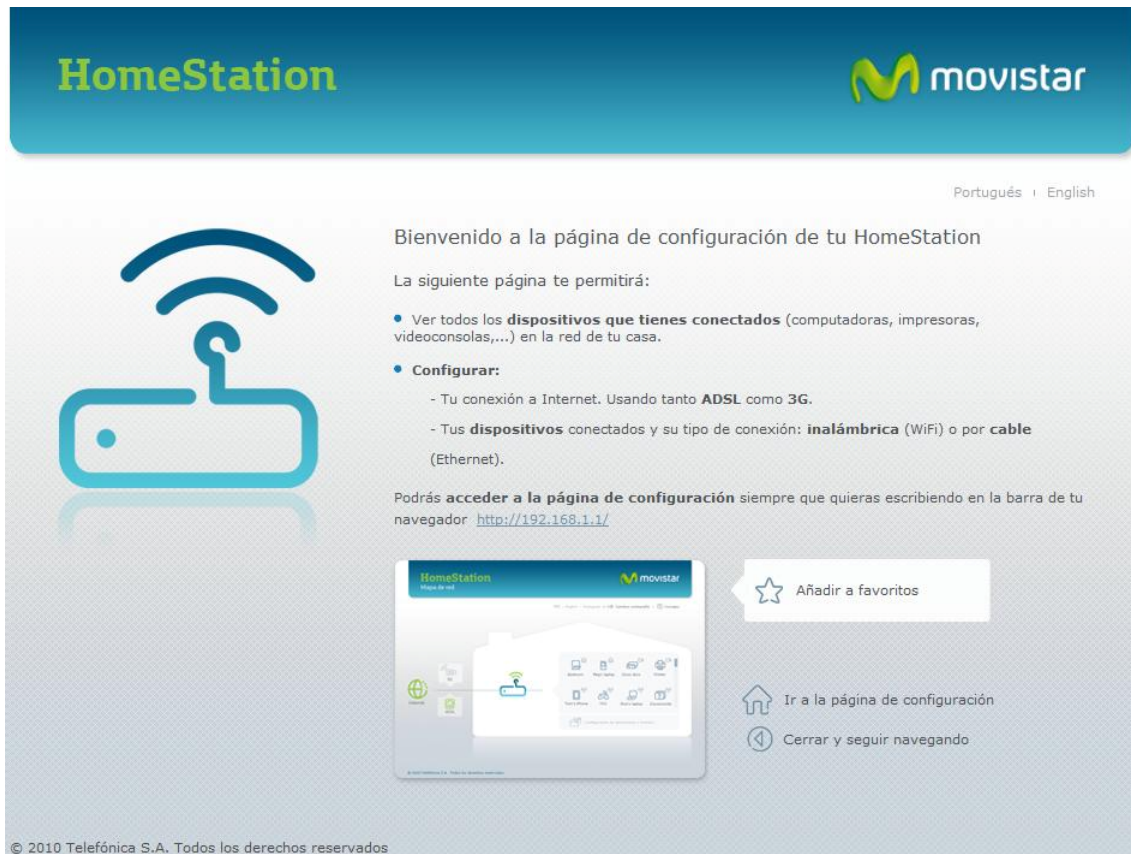 HomeStation
movistar
Portugués | English
Bienvenido a la página de configuración de tu HomeStation
La siguiente página te permitirá:
• Ver todos los dispositivos que tienes conectados (computadoras, impresoras,
videoconsolas,...) en la red de tu casa.
• Configurar:
- Tu conexión a Internet. Usando tanto ADSL como 3G.
- Tus dispositivos conectados y su tipo de conexión: inalámbrica (WiFi) o por cable
(Ethernet).
Podrás acceder a la página de configuración siempre que quieras escribiendo en la barra de tu
navegador http://192.168.1.1/
HomeStation
Mapa de red
movistar
Añadir a favoritos
Ir a la página de configuración
Cerrar y seguir navegando
© 2010 Telefónica S.A. Todos los derechos reservados